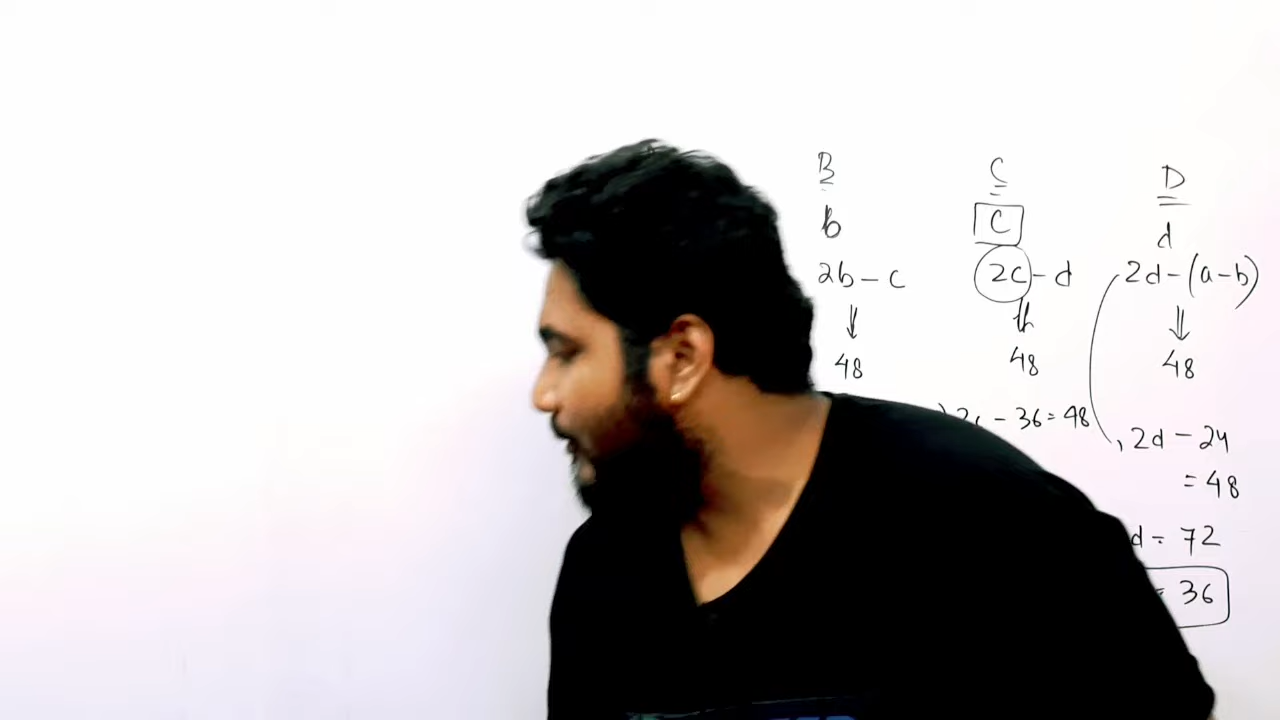 B C D
b C d
2b - c 2c - d 2d - (a - b)
⇓ ⇓ ⇓
48 48 48
- 36 = 48
2d - 24
= 48
d = 72
= 36